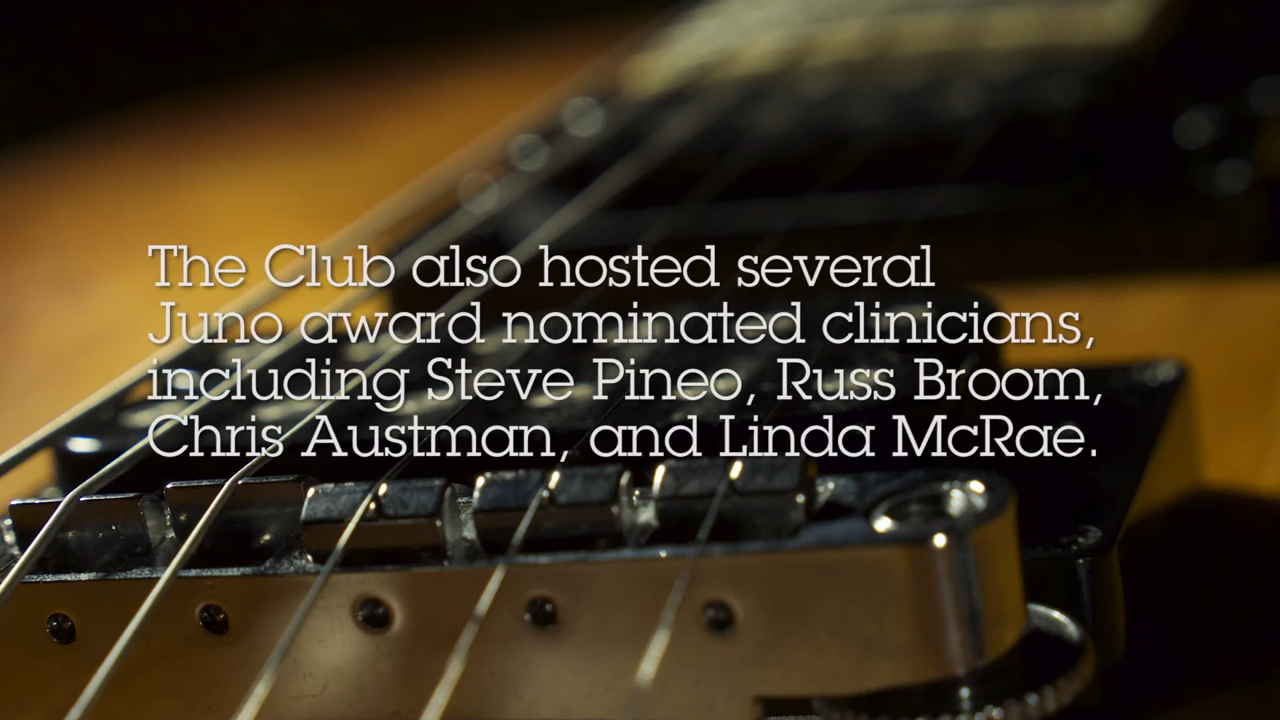 The Club also hosted several
Juno award nominated clinicians,
including Steve Pineo, Russ Broom,
Chris Austman, and Linda McRae.